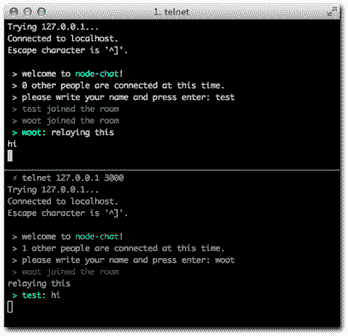 1. telnet
Trying 127.0.0.1...
Connected to localhost.
Escape character is '^]'.
> welcome to node-chat!
> 0 other people are connected at this time.
> please write your name and press enter: test
> test joined the room
> woot joined the room
> woot: relaying this
hi
⚡ telnet 127.0.0.1 3000
Trying 127.0.0.1...
Connected to localhost.
Escape character is '^]'.
> welcome to node-chat!
> 1 other people are connected at this time.
> please write your name and press enter: woot
> woot joined the room
relaying this
> test: hi